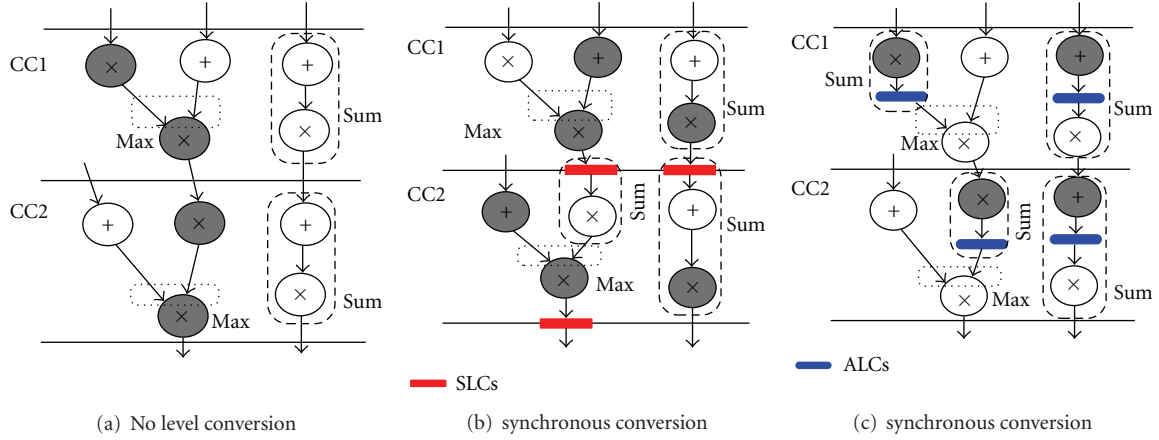 CC1
×
+
+
Sum
×
Max
×
CC2
+
×
+
Sum
×
Max
×
(a) No level conversion
CC1
×
+
+
Sum
×
Max
×
CC2
+
×
Sum
+
Sum
×
Max
×
SLCs
(b) synchronous conversion
CC1
×
+
+
Sum
Sum
×
Max
×
CC2
+
×
Sum
+
Sum
×
Max
×
ALCs
(c) synchronous conversion